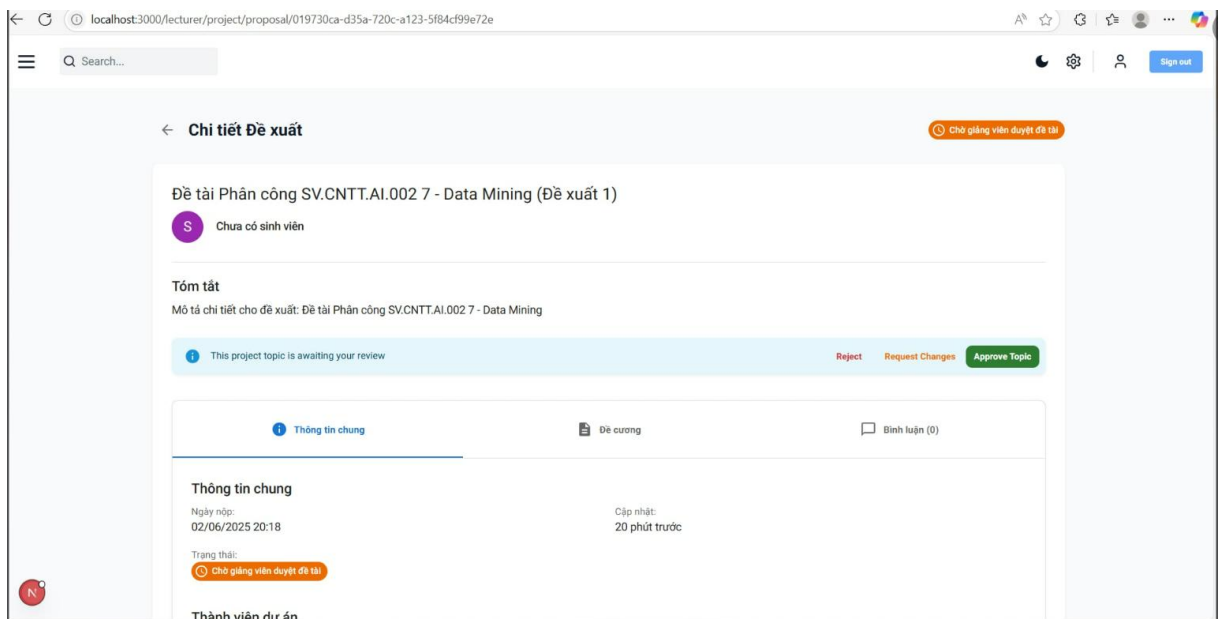 localhost:3000/lecturer/project/proposal/019730ca-d35a-720c-a123-5f84cf99e72e
Search...
Sign out
Chi tiết Đề xuất
Chờ giảng viên duyệt đề tài
Đề tài Phân công SV.CNTT.AI.002 7 - Data Mining (Đề xuất 1)
S
Chưa có sinh viên
Tóm tắt
Mô tả chi tiết cho đề xuất: Đề tài Phân công SV.CNTT.AI.002 7 - Data Mining
This project topic is awaiting your review
Reject
Request Changes
Approve Topic
Thông tin chung
Đề cương
Bình luận (0)
Thông tin chung
Ngày nộp:
02/06/2025 20:18
Cập nhật:
20 phút trước
Trạng thái:
Chờ giảng viên duyệt đề tài
N
Thành viên dự án